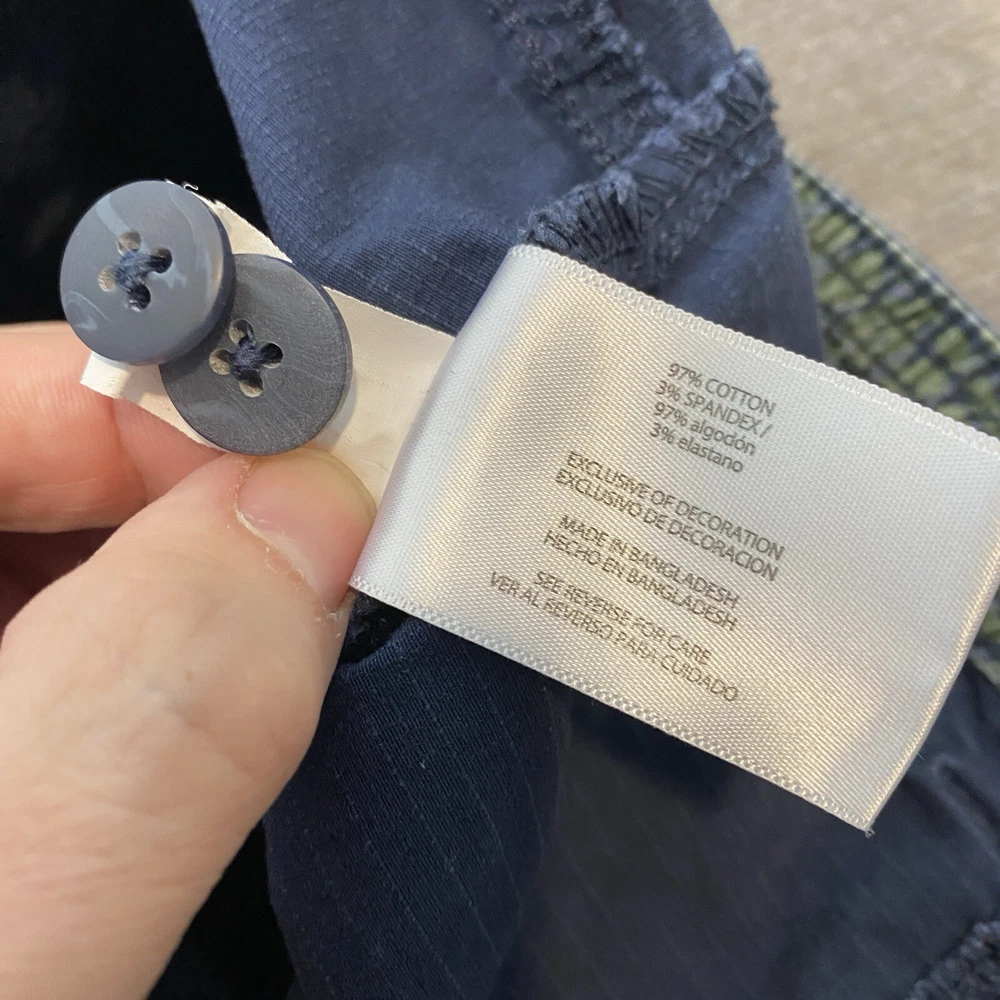 97% COTTON
3% SPANDEX/
97% algodón
3% elastano
EXCLUSIVE OF DECORATION
EXCLUSIVO DE DECORACION
MADE IN BANGLADESH
HECHO EN BANGLADESH
SEE REVERSE FOR CARE
VER AL REVERSO PARA CUIDADO